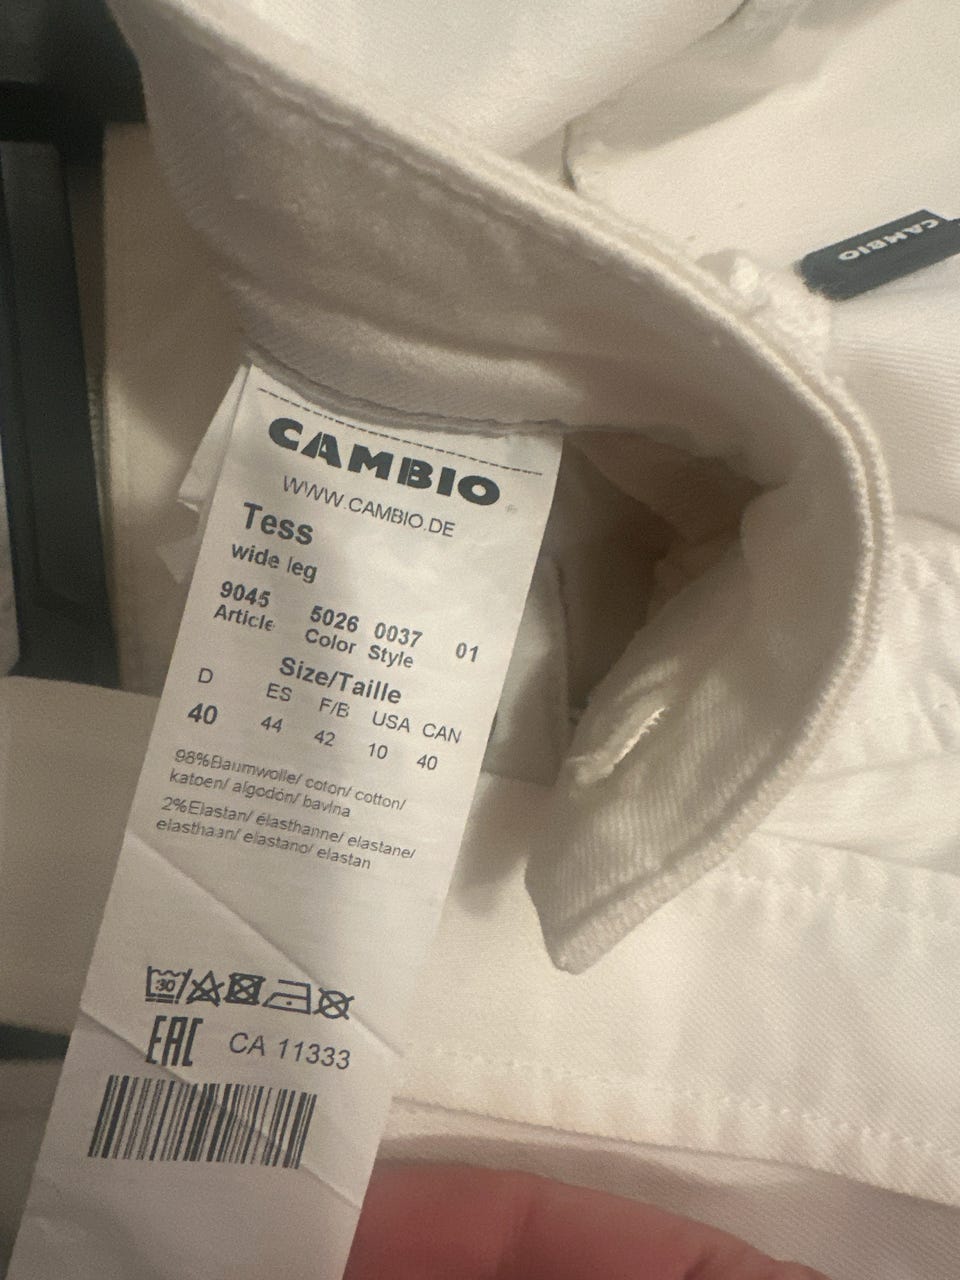 CAMBIO
CAMBIO
®
WWW.CAMBIO.DE
Tess
wide leg
9045 5026 0037 01
Article Color Style
Size/Taille
D ES F/B USA CAN
40 44 42 10 40
98%Baumwolle/ coton/ cotton/
katoen/ algodón/ bavlna
2%Elastan/ élasthanne/ elastane/
elasthaan/ elastano/ elastan
30
EAC CA 11333